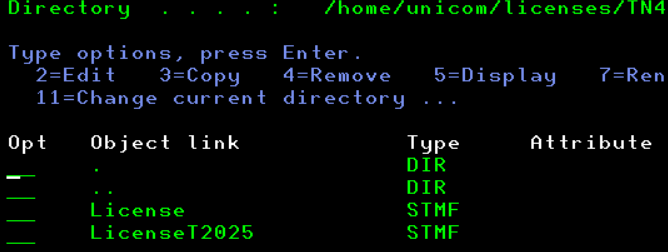 Directory  . . . . :   /home/unicom/licenses/TN4
Type options, press Enter.
2=Edit   3=Copy   4=Remove   5=Display   7=Ren
11=Change current directory ...
Opt   Object link   Type   Attribute
.   DIR
..   DIR
License   STMF
LicenseT2025   STMF